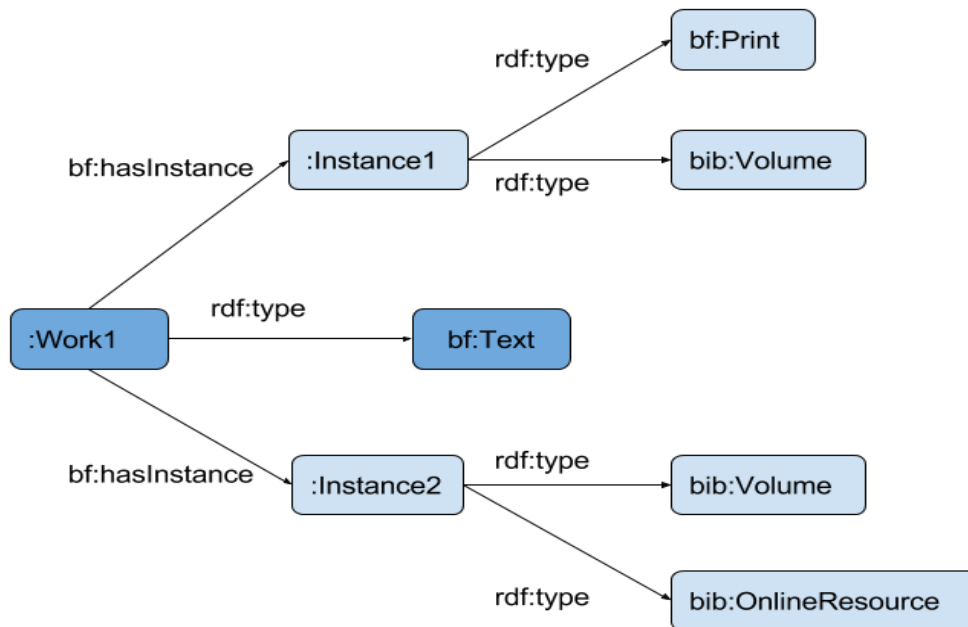 bf:Print
rdf:type
:Instance1
bib:Volume
bf:hasInstance
rdf:type
rdf:type
:Work1
bf:Text
rdf:type
bf:hasInstance
:Instance2
bib:Volume
rdf:type
bib:OnlineResource